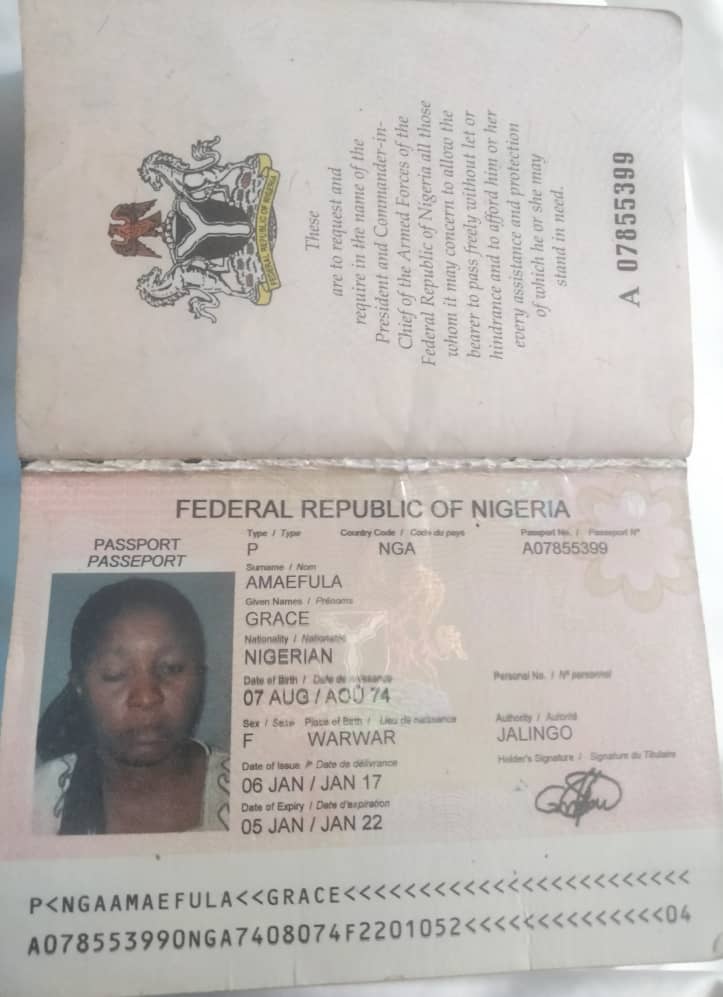 FEDERAL REPUBLIC OF NIGERIA
These
are to request and
require in the name of the
President and Commander-in-
Chief of the Armed Forces of the
Federal Republic of Nigeria all those
whom it may concern to allow the
bearer to pass freely without let or
hindrance and to afford him or her
every assistance and protection
of which he or she may
stand in need.
A 07855399
FEDERAL REPUBLIC OF NIGERIA
PASSPORT
PASSEPORT
Type / Type Country Code / Code du pays Passport No. / Passeport N°
P NGA A07855399
Surname / Nom
AMAEFULA
Given Names / Prénoms
GRACE
Nationality / Nationalité
NIGERIAN
Date of Birth / Date de naissance Personal No. / N° personnel
07 AUG / AOÛ 74
Sex / Sexe Place of Birth / Lieu de naissance Authority / Autorité
F WARWAR JALINGO
Date of Issue / Date de délivrance Holder's Signature / Signature du Titulaire
06 JAN / JAN 17
Date of Expiry / Date d'expiration
05 JAN / JAN 22
P<NGAAMAEFULA<<GRACE<<<<<<<<<<<<<<<<<<<<<<<<
A078553990NGA7408074F2201052<<<<<<<<<<<<<<04